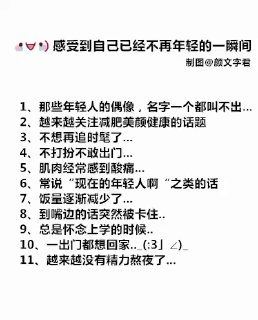 感受到自己已经不再年轻的一瞬间
制图@颜文字君
1、那些年轻人的偶像，名字一个都叫不出...
2、越来越关注减肥美颜健康的话题
3、不想再追时髦了...
4、不打扮不敢出门...
5、肌肉经常感到酸痛...
6、常说“现在的年轻人啊“之类的话
7、饭量逐渐减少了...
8、到嘴边的话突然被卡住..
9、总是怀念上学的时候..
10、一出门都想回家.._(:3」∠)_
11、越来越没有精力熬夜了...